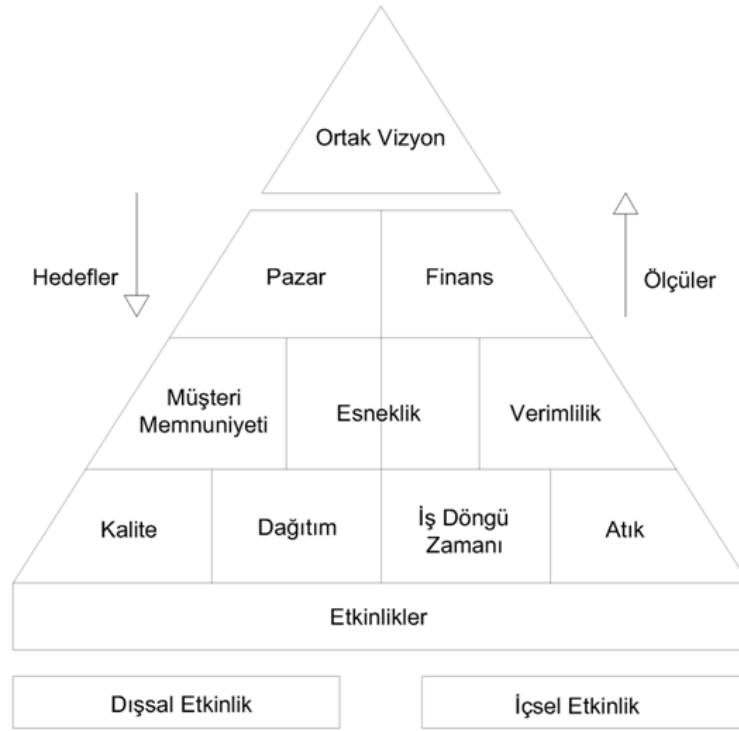 Ortak Vizyon
Hedefler
Ölçüler
Pazar
Finans
Müşteri
Memnuniyeti
Esneklik
Verimlilik
Kalite
Dağıtım
İş Döngü
Zamanı
Atık
Etkinlikler
Dışsal Etkinlik
İçsel Etkinlik